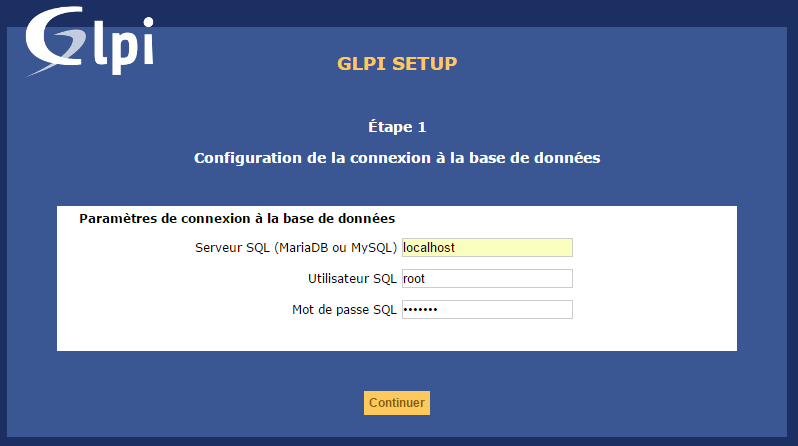 Glpi
GLPI SETUP
Étape 1
Configuration de la connexion à la base de données
Paramètres de connexion à la base de données
Serveur SQL (MariaDB ou MySQL) localhost
Utilisateur SQL root
Mot de passe SQL •••••••
Continuer